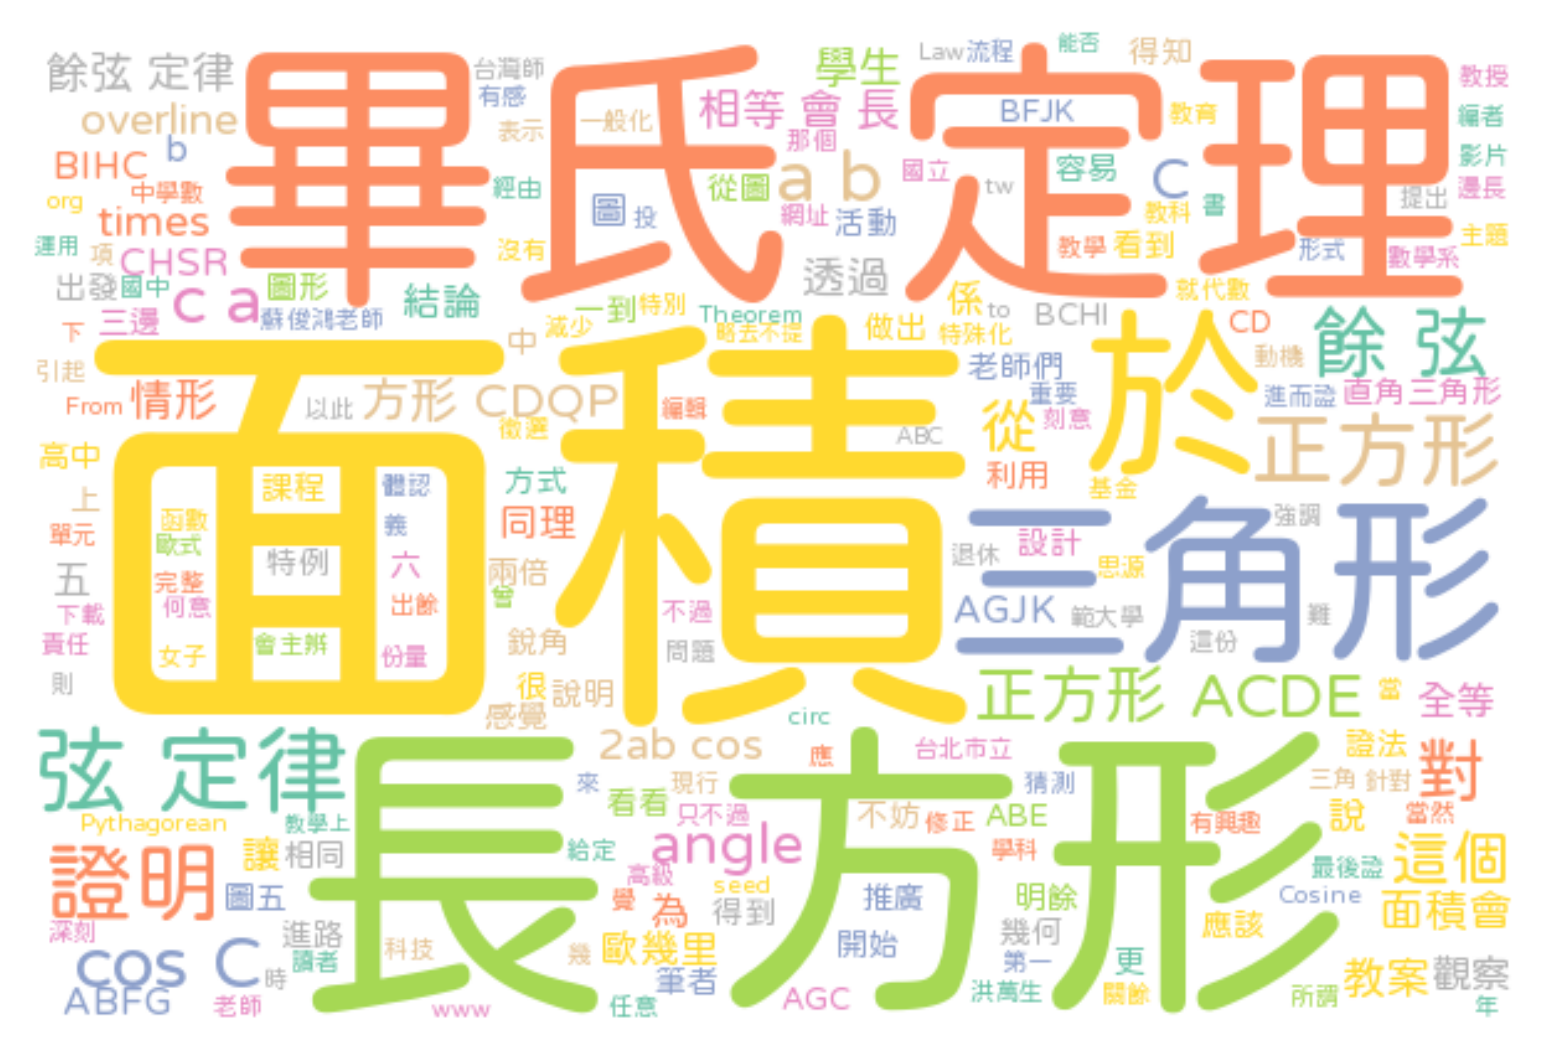 餘弦 定律
畢氏定理
台灣師
有感
overline
b
BIHC
中學數
org
times
運用
項
CHSR
出發
國中
c a
圖形
三邊
蘇俊鴻老師
結論
下
表示
一般化
經由
沒有
圖
投
學生
Law
流程
能否
得知
相等 會 長
那個
從圖
a b
網址
活動
透過
國立
tw
BFJK
容易
C
教育
教科
書
教學
看到
就代數
教授
編者
影片
提出
邊長
主題
形式
數學系
一到
特別
Theorem
減少
略去不提
做出
係
to
特殊化
BCHI
CD
動機
餘 弦
引起
From
情形
以此
方形
CDQP
中
徵選
編輯
面積
ABC
老師們
重要
刻意
從
於
利用
基金
進而證
直角三角形
正方形
高中
上
單元
五
下載
責任
則
課程
體認
函數
歐式
義
特例
完整
何意
六
出餘
女子
會主辦
份量
方式
同理
兩倍
曾
銳角
很
說明
感覺
不過
問題
退休
設計
思源
強調
三角形
AGJK
範大學
這份
難
正方形 ACDE
當
全等
弦 定律
2ab cos
circ
應
台北市立
證法
對
三角
針對
長方形
來
現行
看看
只不過
不妨
修正
ABE
猜測
有興趣
說
當然
Pythagorean
教學上
讓
相同
給定
angle
高級
seed
學科
最後證
這個
證明
圖五
覺
為
得到
推廣
明餘
Cosine
面積會
深刻
進路
科技
幾
歐幾里
開始
幾何
應該
cos C
時
讀者
筆者
第一
更
教案
觀察
ABFG
老師
www
任意
AGC
洪萬生
關餘
所謂
年